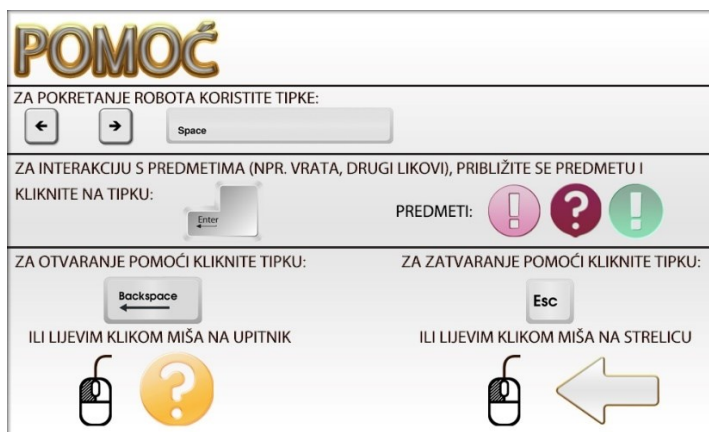 POMOĆ
ZA POKRETANJE ROBOTA KORISTITE TIPKE:
Space
ZA INTERAKCIJU S PREDMETIMA (NPR. VRATA, DRUGI LIKOVI), PRIBLIŽITE SE PREDMETU I
KLIKNITE NA TIPKU:
Enter
PREDMETI: ! ? !
ZA OTVARANJE POMOĆI KLIKNITE TIPKU:
Backspace
ILI LIJEVIM KLIKOM MIŠA NA UPITNIK
?
ZA ZATVARANJE POMOĆI KLIKNITE TIPKU:
Esc
ILI LIJEVIM KLIKOM MIŠA NA STRELICU